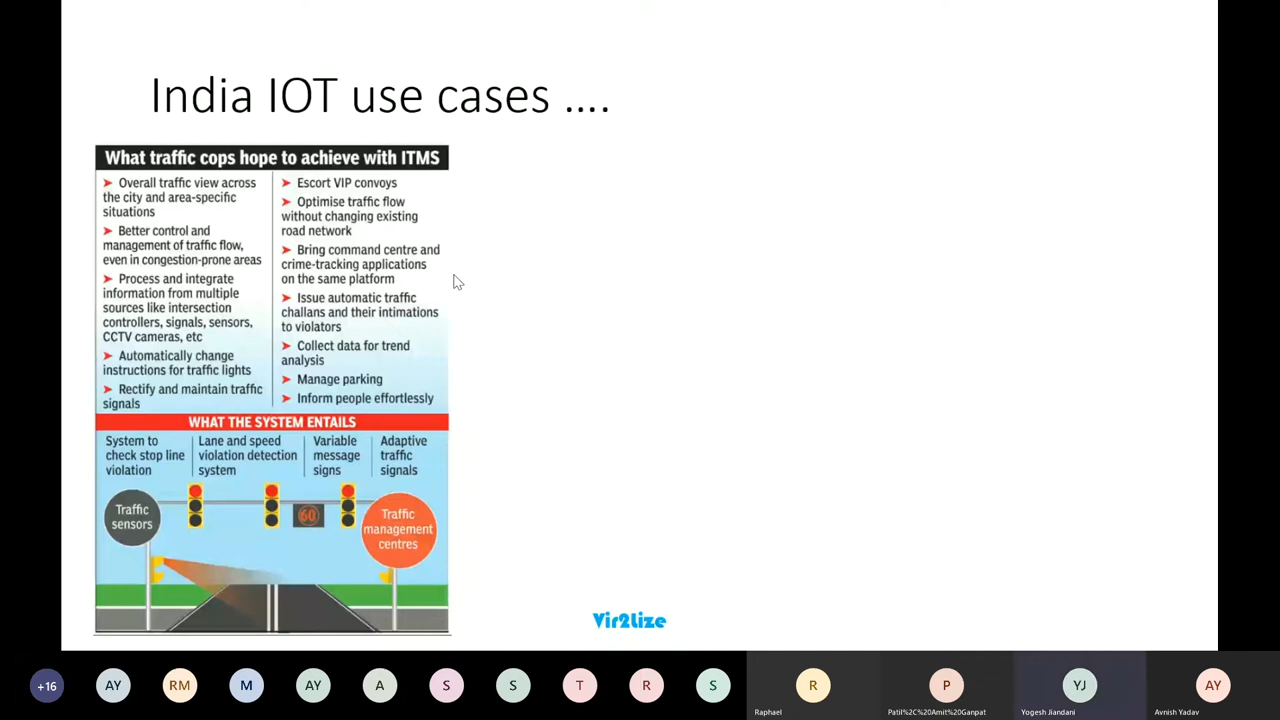 India IOT use cases ....
What traffic cops hope to achieve with ITMS
➤ Overall traffic view across
the city and area-specific
situations
➤ Better control and
management of traffic flow,
even in congestion-prone areas
➤ Process and integrate
information from multiple
sources like intersection
controllers, signals, sensors,
CCTV cameras, etc
➤ Automatically change
instructions for traffic lights
➤ Rectify and maintain traffic
signals
➤ Escort VIP convoys
➤ Optimise traffic flow
without changing existing
road network
➤ Bring command centre and
crime-tracking applications
on the same platform
➤ Issue automatic traffic
challans and their intimations
to violators
➤ Collect data for trend
analysis
➤ Manage parking
➤ Inform people effortlessly
WHAT THE SYSTEM ENTAILS
System to
check stop line
violation
Lane and speed
violation detection
system
Variable
message
signs
Adaptive
traffic
signals
Traffic
sensors
60
Traffic
management
centres
Vir2Lize
+16
AY
RM
M
AY
A
S
S
T
R
S
R
Raphael
P
Patil%2C%20Amit%20Ganpat
YJ
Yogesh Jiandani
AY
Avnish Yadav